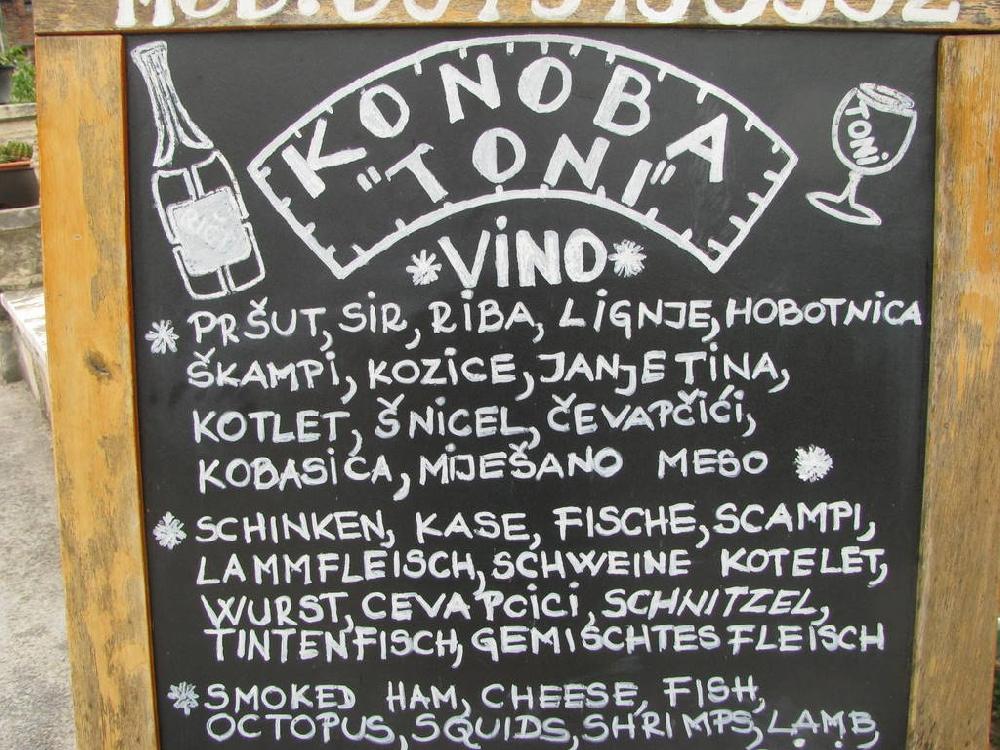 KONOBA
"TONI"
TONI
*VINO*
* PRŠUT, SIR, RIBA, LIGNJE, HOBOTNICA
ŠKAMPI, KOZICE, JANJETINA,
KOTLET, ŠNICEL, ČEVAPČIĆI,
KOBASICA, MIJEŠANO MESO *
* SCHINKEN, KASE, FISCHE, SCAMPI,
LAMMFLEISCH, SCHWEINE KOTELET,
WURST, CEVAPCICI, SCHNITZEL,
TINTENFISCH, GEMISCHTES FLEISCH
* SMOKED HAM, CHEESE, FISH,
OCTOPUS, SQUIDS, SHRIMPS, LAMB,